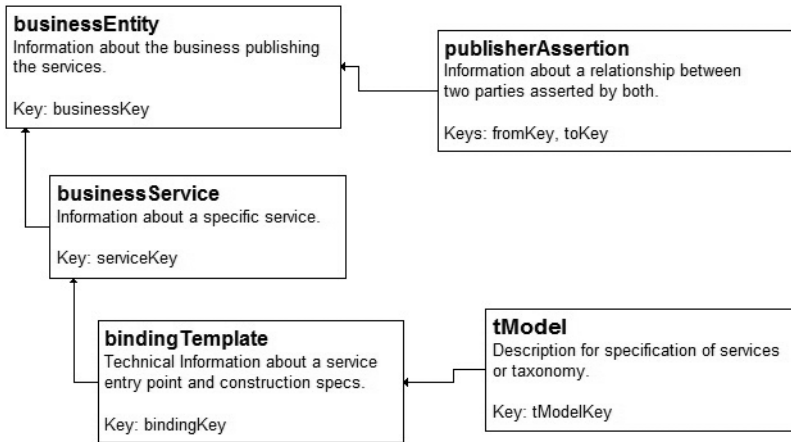 businessEntity
Information about the business publishing
the services.
Key: businessKey
publisherAssertion
Information about a relationship between
two parties asserted by both.
Keys: fromKey, toKey
businessService
Information about a specific service.
Key: serviceKey
bindingTemplate
Technical Information about a service
entry point and construction specs.
Key: bindingKey
tModel
Description for specification of services
or taxonomy.
Key: tModelKey